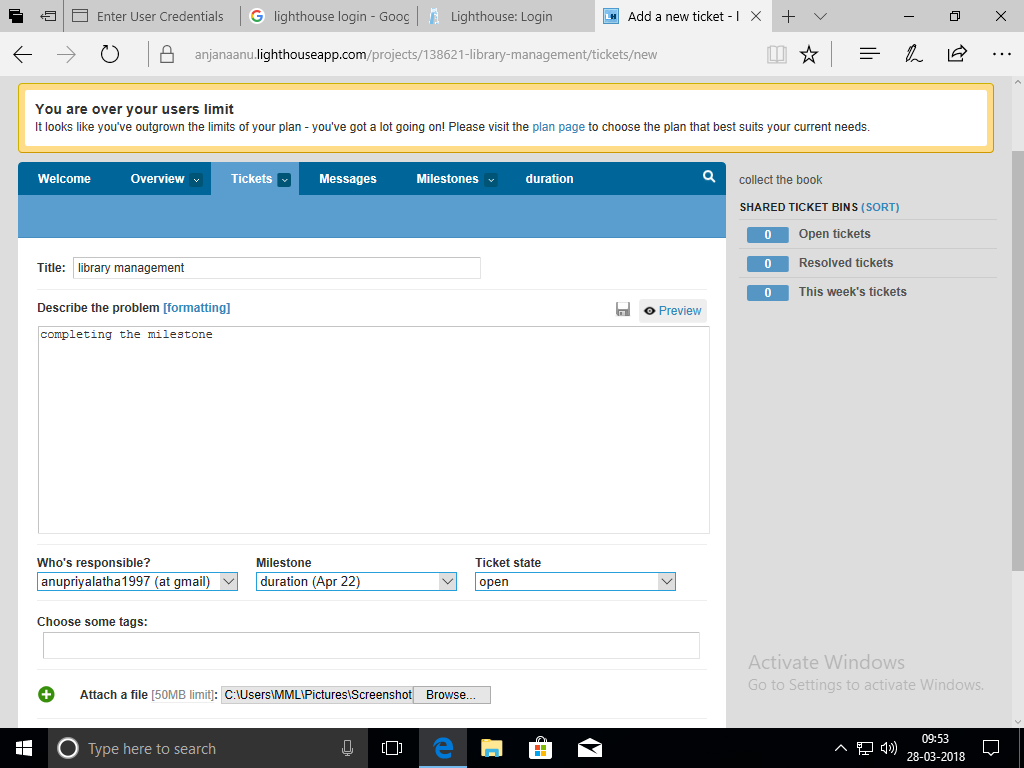 Enter User Credentials
lighthouse login - Goog
Lighthouse: Login
Add a new ticket - l
anjanaanu.lighthouseapp.com/projects/138621-library-management/tickets/new
You are over your users limit
It looks like you've outgrown the limits of your plan - you've got a lot going on! Please visit the plan page to choose the plan that best suits your current needs.
Welcome
Overview
Tickets
Messages
Milestones
duration
collect the book
SHARED TICKET BINS (SORT)
0 Open tickets
0 Resolved tickets
0 This week's tickets
Title: library management
Describe the problem [formatting]
Preview
completing the milestone
Who's responsible?
Milestone
Ticket state
anupriyalatha1997 (at gmail)
duration (Apr 22)
open
Choose some tags:
Attach a file [50MB limit]: C:\Users\MML\Pictures\Screenshot Browse...
Activate Windows
Go to Settings to activate Windows.
Type here to search
09:53
28-03-2018